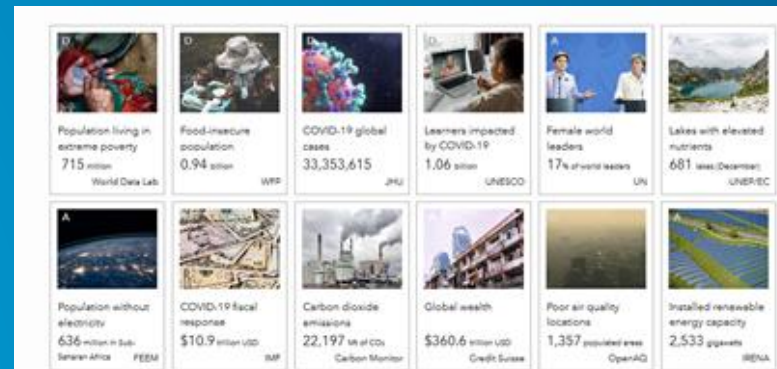 D
Population living in
extreme poverty
715 million
World Data Lab
D
Food-insecure
population
0.94 billion
WFP
D
COVID-19 global
cases
33,353,615
JHU
D
Learners impacted
by COVID-19
1.06 billion
UNESCO
A
Female world
leaders
17% of world leaders
UN
A
Lakes with elevated
nutrients
681 lakes (December)
UNEP/EC
A
Population without
electricity
636 million in Sub-
Saharan Africa FEEM
COVID-19 fiscal
response
$10.9 trillion USD
IMF
Carbon dioxide
emissions
22,197 Mt of CO₂
Carbon Monitor
Global wealth
$360.6 trillion USD
Credit Suisse
Poor air quality
locations
1,357 populated areas
OpenAQ
A
Installed renewable
energy capacity
2,533 gigawatts
IRENA